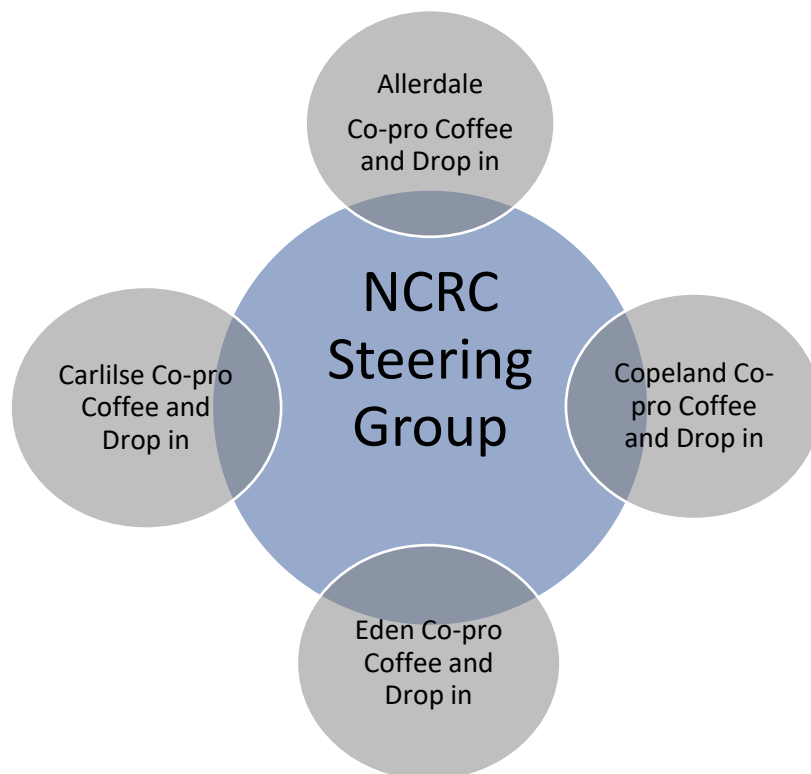 Allerdale
Co-pro Coffee
and Drop in
NCRC
Steering
Group
Carlilse Co-pro
Coffee and
Drop in
Copeland Co-
pro Coffee
and Drop in
Eden Co-pro
Coffee and
Drop in